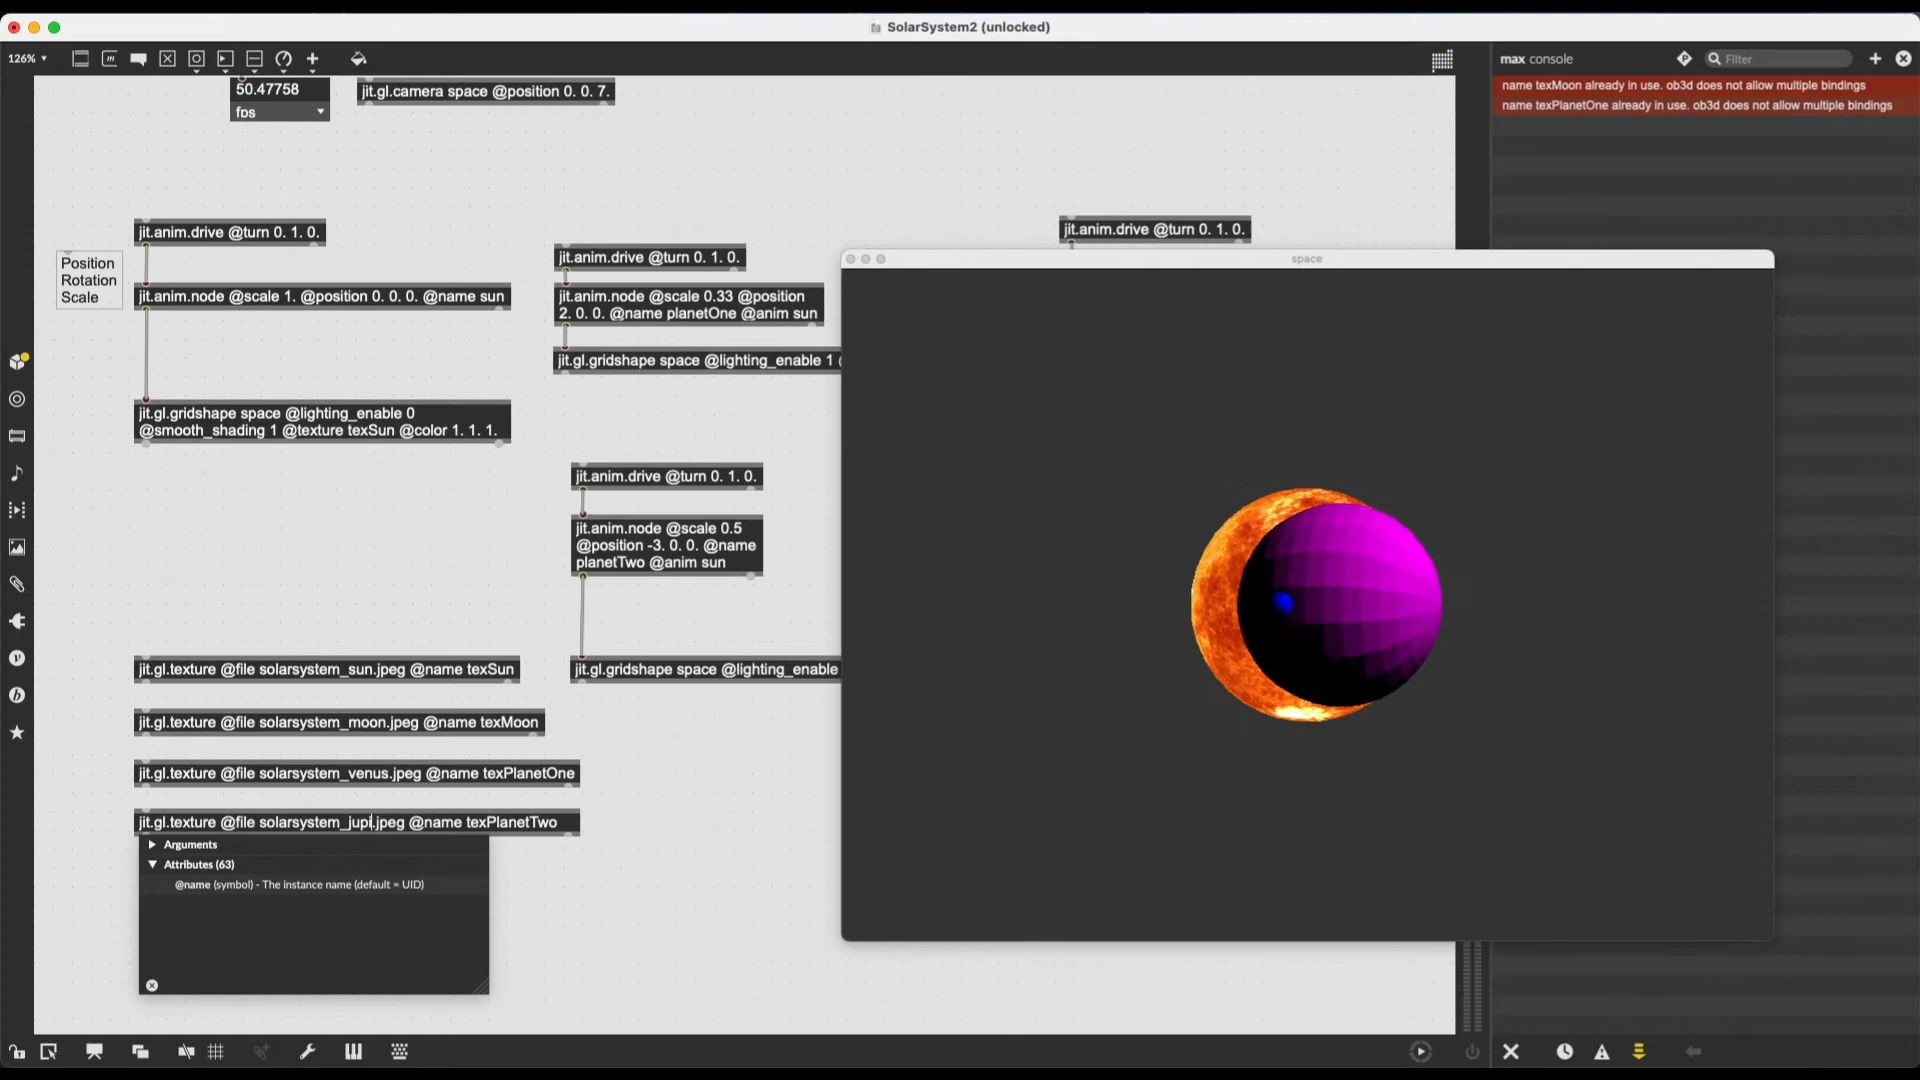 SolarSystem2 (unlocked)
126%
max console
Filter
name texMoon already in use. ob3d does not allow multiple bindings
name texPlanetOne already in use. ob3d does not allow multiple bindings
50.47758
fps
jit.gl.camera space @position 0. 0. 7.
jit.anim.drive @turn 0. 1. 0.
Position
Rotation
Scale
jit.anim.node @scale 1. @position 0. 0. 0. @name sun
jit.gl.gridshape space @lighting_enable 0
@smooth_shading 1 @texture texSun @color 1. 1. 1.
jit.anim.drive @turn 0. 1. 0.
jit.anim.node @scale 0.33 @position
2. 0. 0. @name planetOne @anim sun
jit.gl.gridshape space @lighting_enable 1
jit.anim.drive @turn 0. 1. 0.
space
jit.anim.drive @turn 0. 1. 0.
jit.anim.node @scale 0.5
@position -3. 0. 0. @name
planetTwo @anim sun
jit.gl.gridshape space @lighting_enable
jit.gl.texture @file solarsystem_sun.jpeg @name texSun
jit.gl.texture @file solarsystem_moon.jpeg @name texMoon
jit.gl.texture @file solarsystem_venus.jpeg @name texPlanetOne
jit.gl.texture @file solarsystem_jupi.jpeg @name texPlanetTwo
Arguments
Attributes (63)
@name (symbol) - The instance name (default = UID)